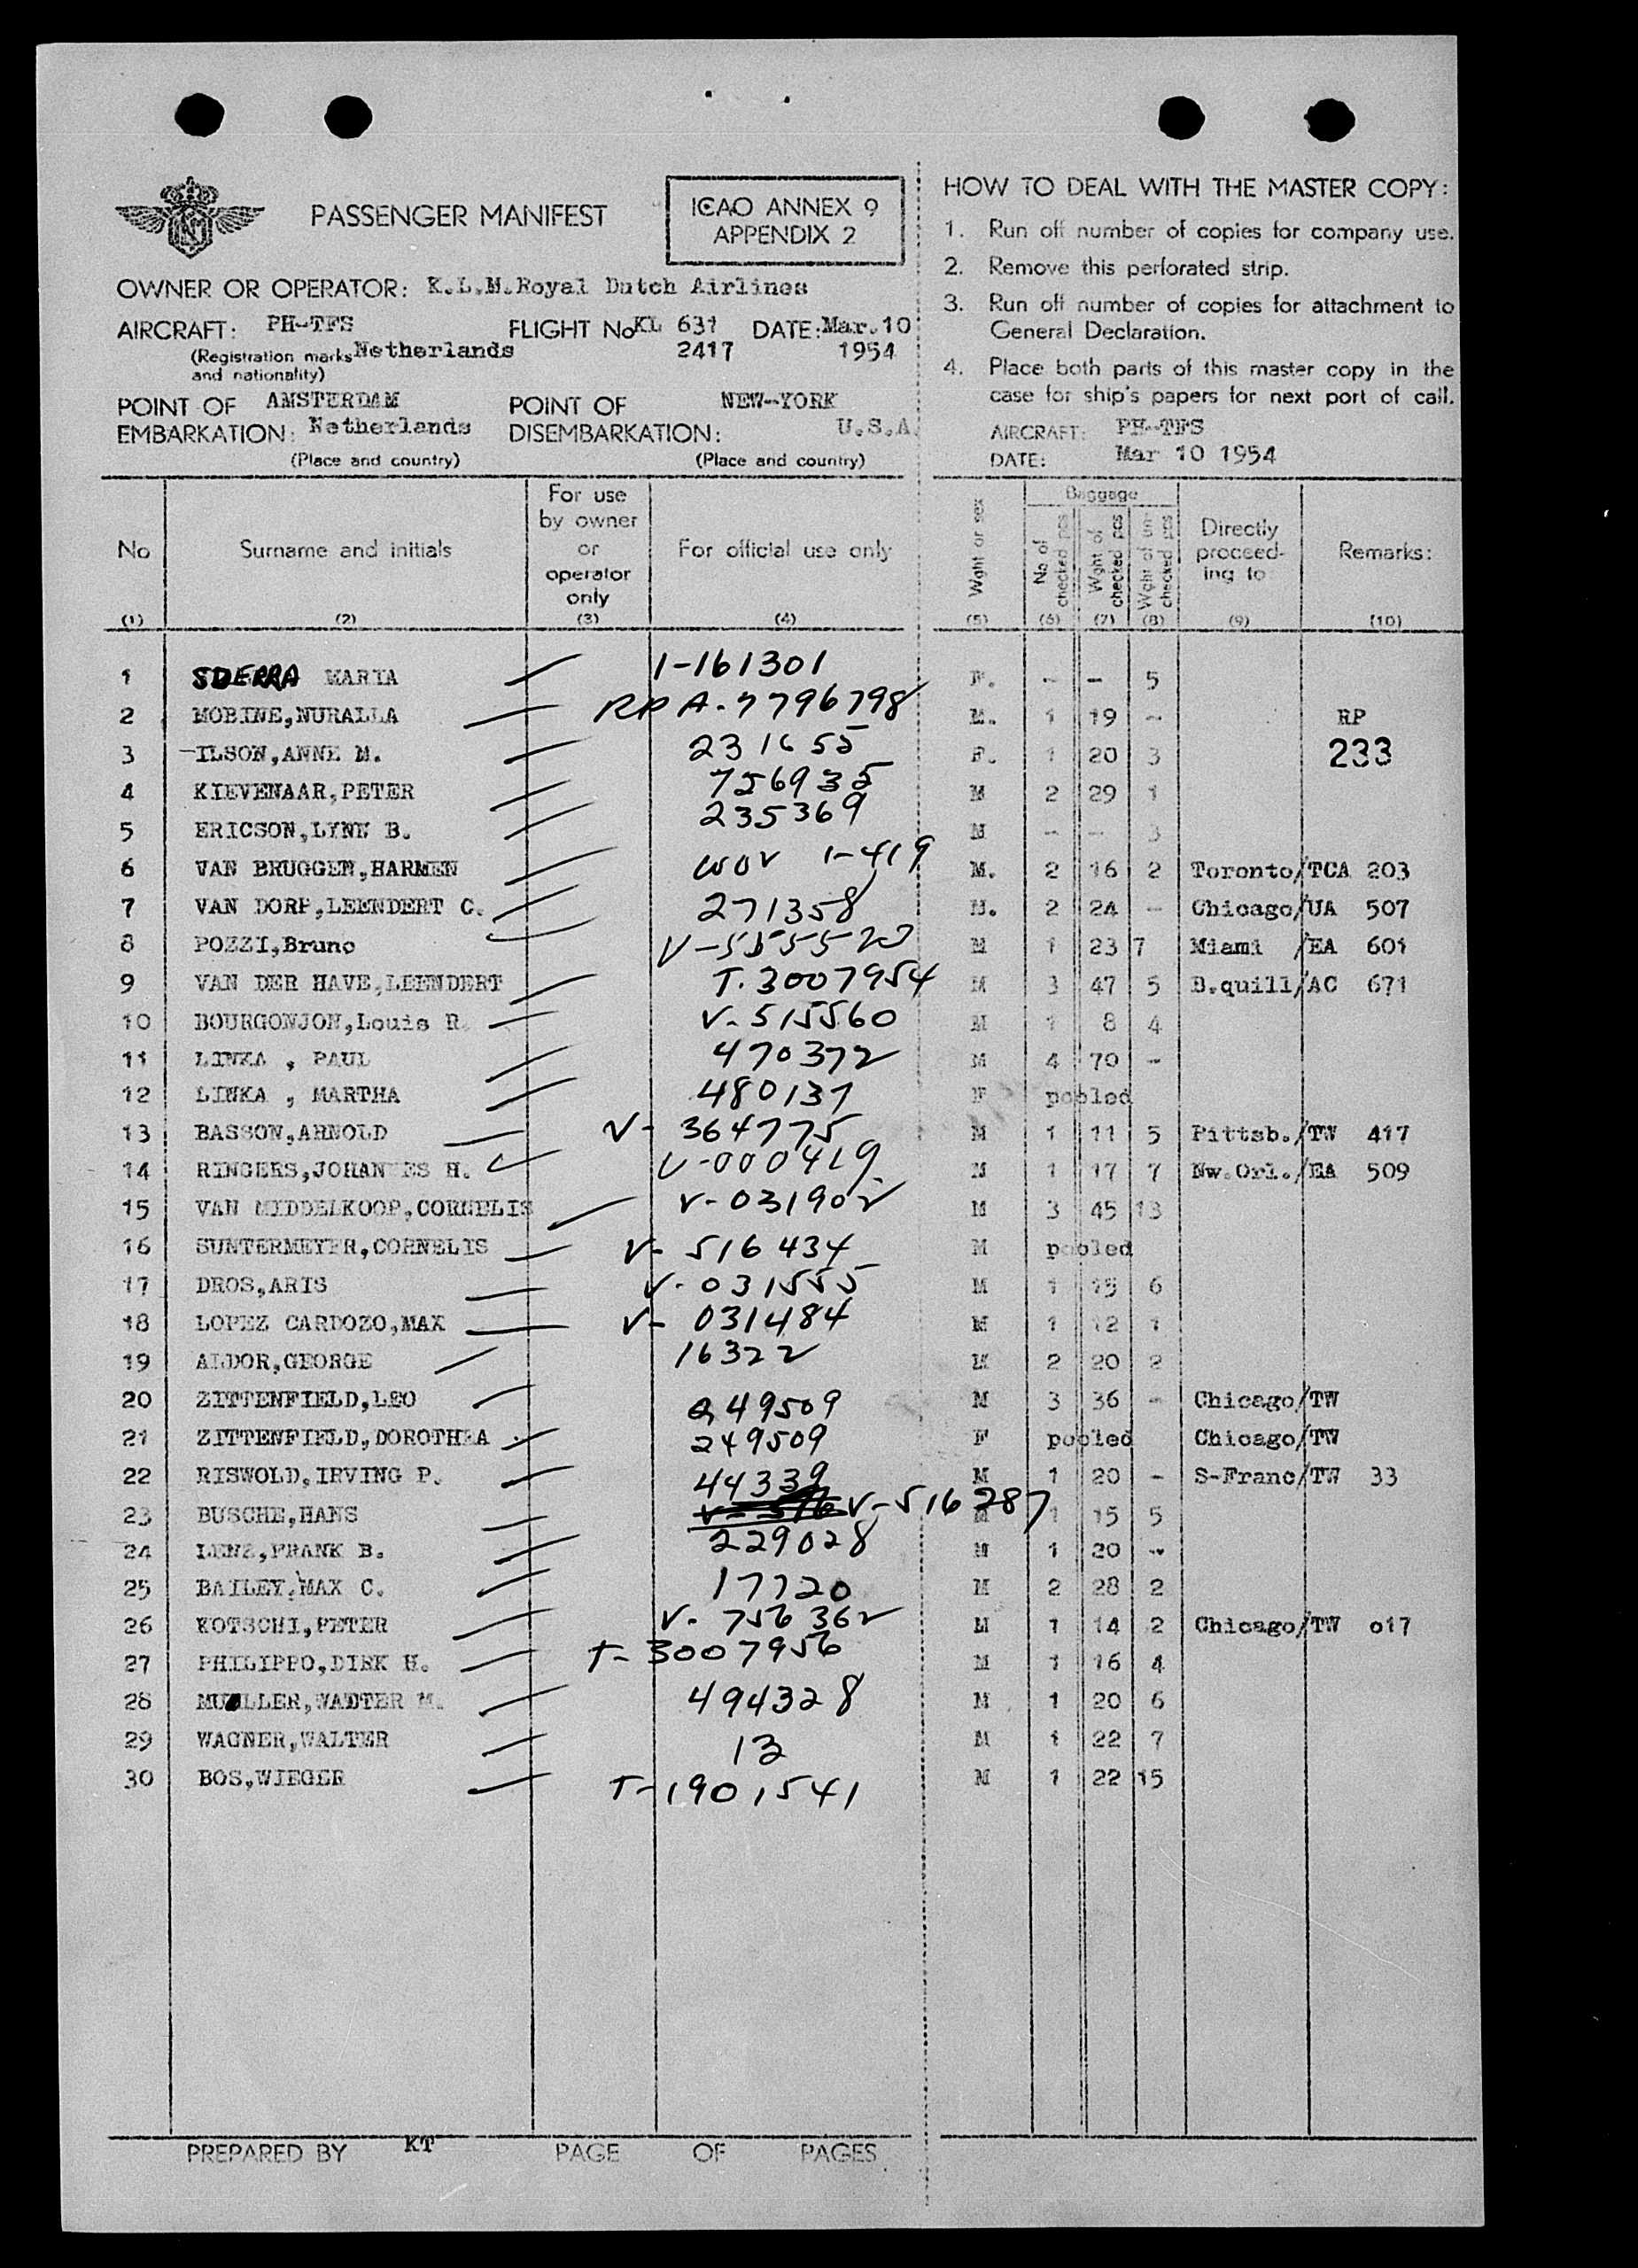 PASSENGER MANIFEST
ICAO ANNEX 9
APPENDIX 2
OWNER OR OPERATOR: K.L.M.Royal Dutch Airlines
AIRCRAFT: PH-TFS FLIGHT No KL 631 DATE: Mar.10
(Registration marks and nationality) Netherlands 2417 1954
POINT OF EMBARKATION: AMSTERDAM Netherlands POINT OF DISEMBARKATION: NEW-YORK U.S.A.
(Place and country) (Place and country)
HOW TO DEAL WITH THE MASTER COPY:
1. Run off number of copies for company use.
2. Remove this perforated strip.
3. Run off number of copies for attachment to
General Declaration.
4. Place both parts of this master copy in the
case for ship's papers for next port of call.
AIRCRAFT: PH-TFS
DATE: Mar 10 1954
No Surname and initials For use by owner or operator only For official use only Wght or sex Baggage No of checked pcs Wght of checked pcs Wght of un checked pcs Directly proceed-ing to Remarks:
(1) (2) (3) (4) (5) (6) (7) (8) (9) (10)
1 MARIA 1-161301 F. - - 5
2 MOBINE,NURALLA RPA-7796798 M. 1 19 - RP
3 ILSON,ANNE M. 231655 F. 1 20 3 233
4 KIEVENAAR,PETER 756935 M 2 29 1
5 ERICSON,LYNN B. 235369 M - - 3
6 VAN BRUGGEN,HARMEN WOV 1-419 M. 2 16 2 Toronto/TCA 203
7 VAN DORP,LEENDERT C. 271358 M. 2 24 - Chicago/UA 507
8 POZZI,Bruno M 1 23 7 Miami /EA 601
9 VAN DER HAVE,LEENDERT T.3007954 M 3 47 5 B.quill/AC 671
10 BOURGONJON,Louis R. V-515560 M 1 8 4
11 LINKA , PAUL 470372 M 4 70 -
12 LINKA , MARTHA 480137 F pooled
13 BASSON,ARNOLD V- 364775 M 1 11 5 Pittsb./TW 417
14 RINGERS,JOHANNES H. V-000419 M 1 17 7 Nw.Orl./EA 509
15 VAN MIDDELKOOP,CORNELIS V-031902 M 3 45 13
16 SUNTERMEYER,CORNELIS V- 516434 M pooled
17 DROS,ARIS V-031555 M 1 15 6
18 LOPEZ CARDOZO,MAX V- 031484 M 1 12 1
19 ALDOR,GEORGE 16322 M 2 20 2
20 ZITTENFIELD,LEO 249509 M 3 36 - Chicago/TW
21 ZITTENFIELD,DOROTHEA 249509 F pooled Chicago/TW
22 RISWOLD,IRVING P. 44339 M 1 20 - S-Franc/TW 33
23 BUSCHE,HANS V-516287 M 1 15 5
24 LENZ,FRANK B. 229028 M 1 20 -
25 BAILEY,MAX C. 17720 M 2 28 2
26 KOTSCHI,PETER V- 756362 M 1 14 2 Chicago/TW o17
27 PHILIPPO,DIRK H. T-3007956 M 1 16 4
28 494328 M 1 20 6
29 WAGNER,WALTER 13 M 1 22 7
30 BOS,WIEGER T-1901541 M 1 22 15
PREPARED BY KT PAGE OF PAGES